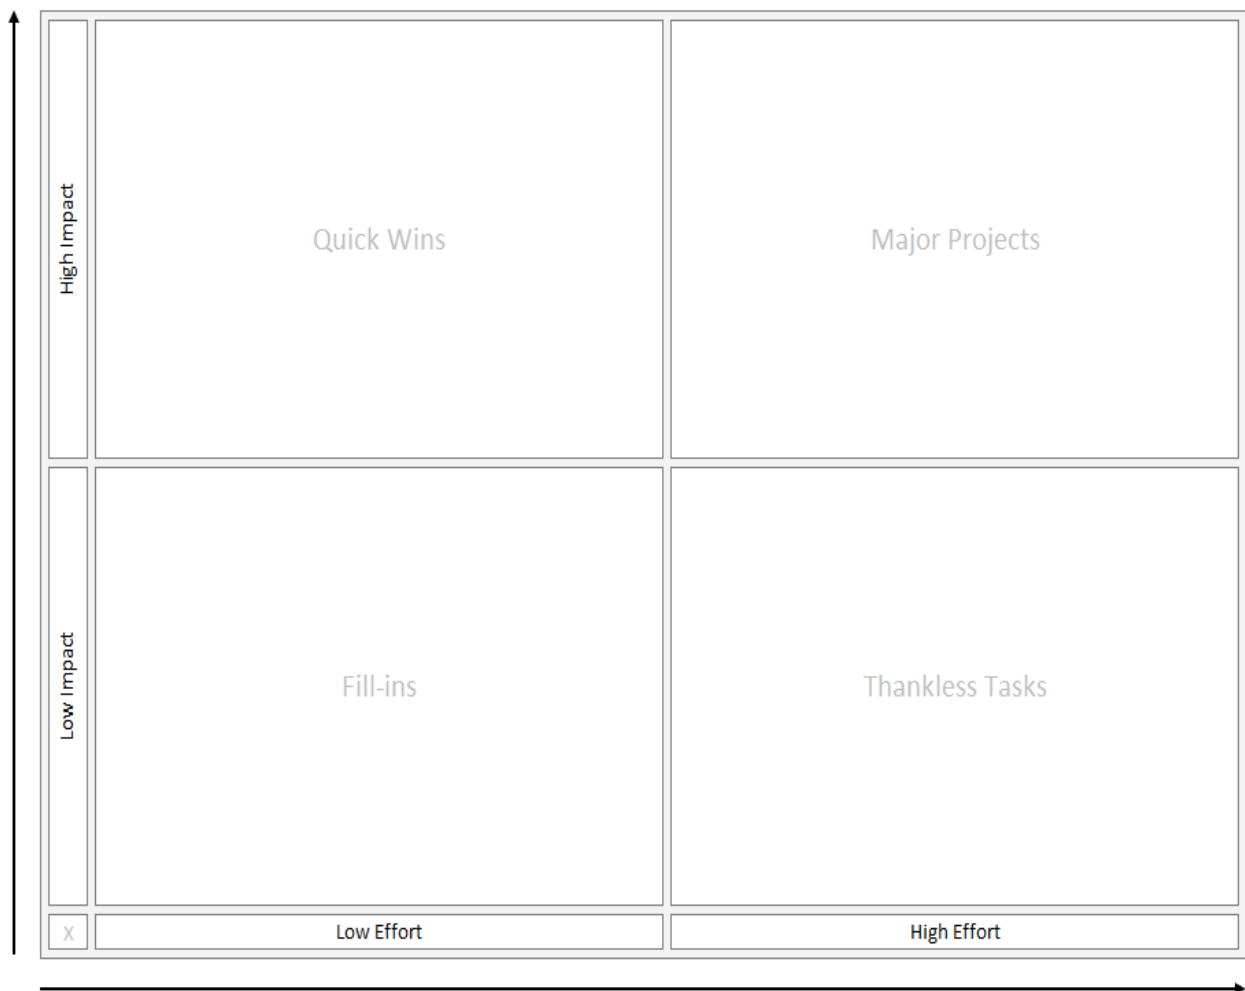 High Impact
Quick Wins
Major Projects
Low Impact
Fill-ins
Thankless Tasks
X
Low Effort
High Effort